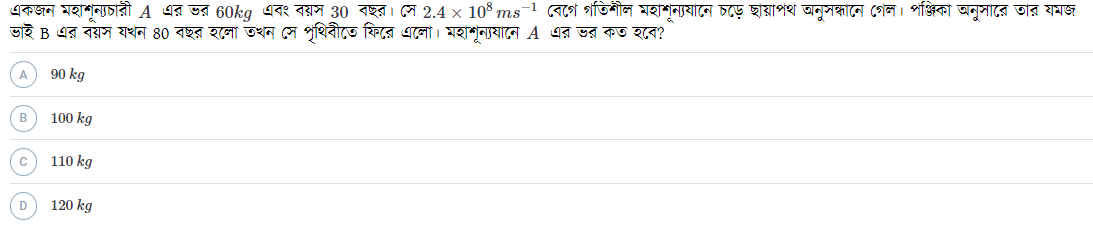 একজন মহাশূন্যচারী A এর ভর 60kg এবং বয়স 30 বছর। সে 2.4 × 10⁸ ms⁻¹ বেগে গতিশীল মহাশূন্যযানে চড়ে ছায়াপথ অনুসন্ধানে গেল। পঞ্জিকা অনুসারে তার যমজ
ভাই B এর বয়স যখন 80 বছর হলো তখন সে পৃথিবীতে ফিরে এলো। মহাশূন্যযানে A এর ভর কত হবে?
A 90 kg
B 100 kg
C 110 kg
D 120 kg